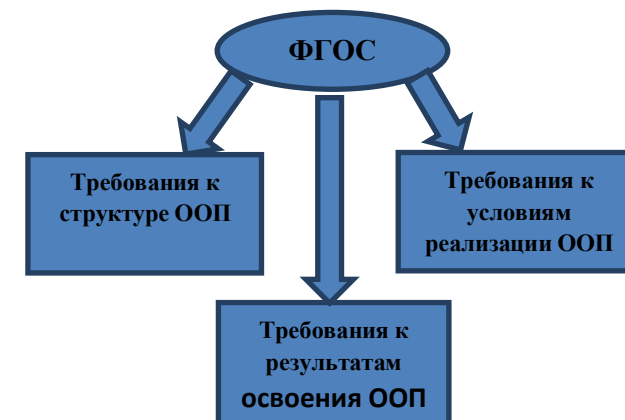 ФГОС
Требования к
структуре ООП
Требования к
условиям
реализации ООП
Требования к
результатам
освоения ООП